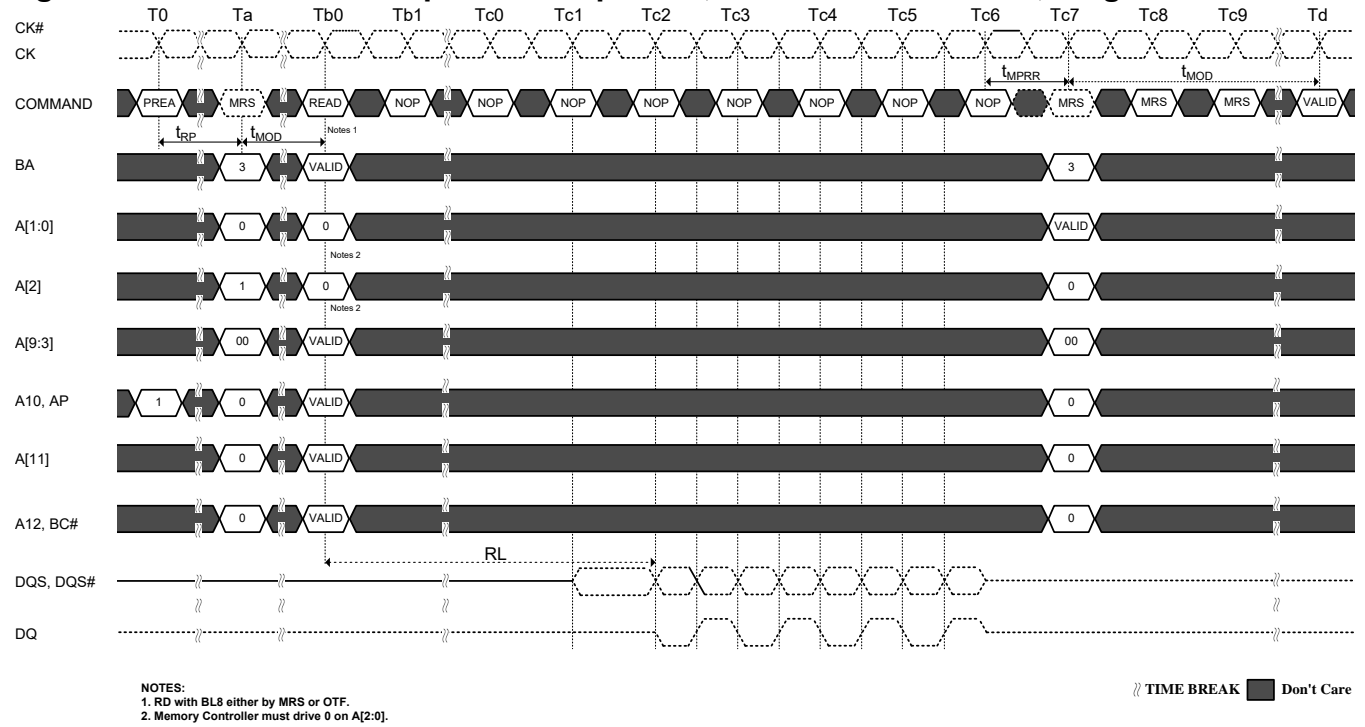 T0 Ta Tb0 Tb1 Tc0 Tc1 Tc2 Tc3 Tc4 Tc5 Tc6 Tc7 Tc8 Tc9 Td
CK#
CK
tMPRR tMOD
COMMAND PREA MRS READ NOP NOP NOP NOP NOP NOP NOP NOP MRS MRS MRS VALID
tRP tMOD Notes 1
BA 3 VALID 3
A[1:0] 0 0 VALID
Notes 2
A[2] 1 0 0
Notes 2
A[9:3] 00 VALID 00
A10, AP 1 0 VALID 0
A[11] 0 VALID 0
A12, BC# 0 VALID 0
RL
DQS, DQS#
DQ
NOTES:
1. RD with BL8 either by MRS or OTF.
2. Memory Controller must drive 0 on A[2:0].
TIME BREAK Don't Care